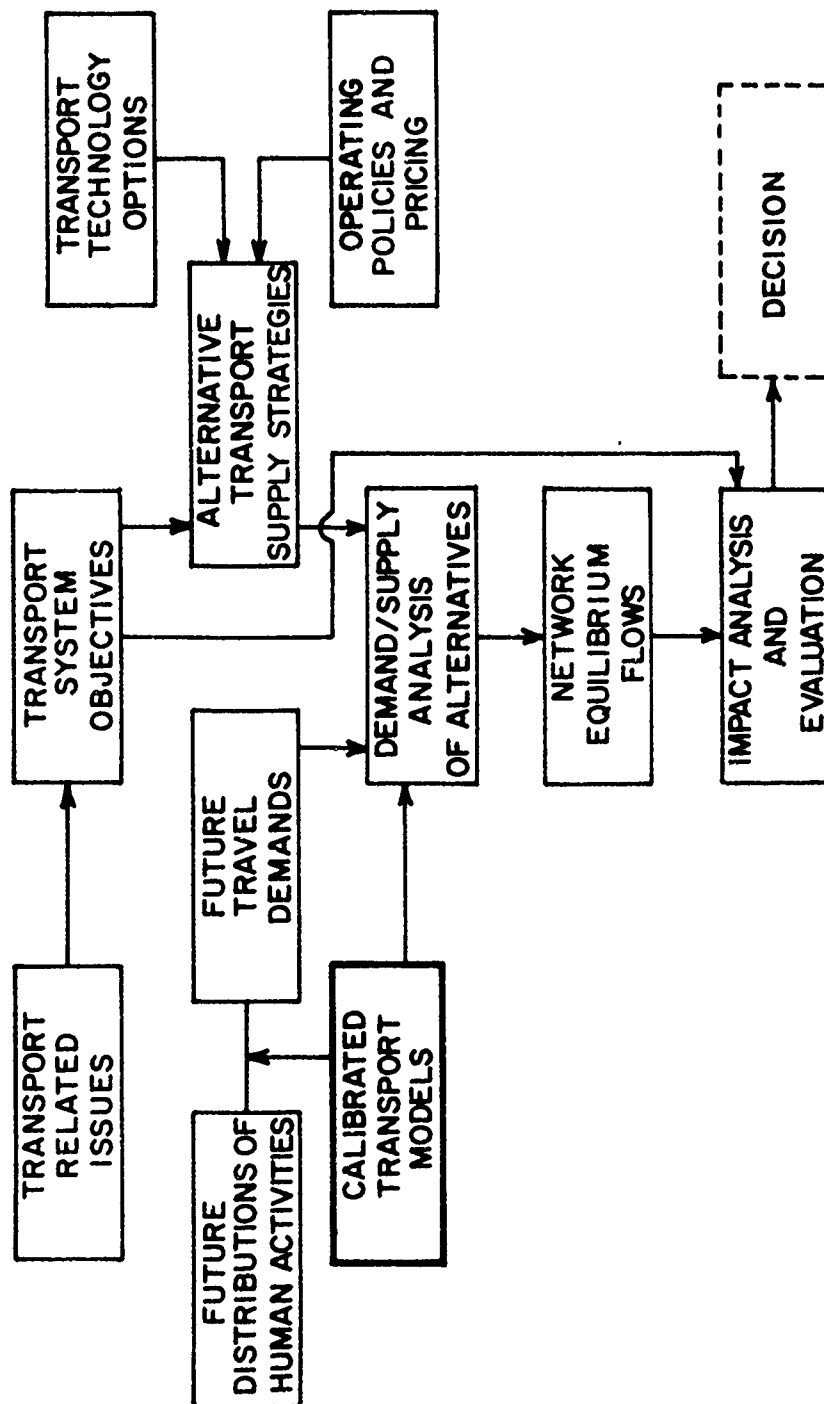 TRANSPORT
RELATED
ISSUES
TRANSPORT
SYSTEM
OBJECTIVES
TRANSPORT
TECHNOLOGY
OPTIONS
FUTURE
DISTRIBUTIONS OF
HUMAN ACTIVITIES
FUTURE
TRAVEL
DEMANDS
ALTERNATIVE
TRANSPORT
SUPPLY STRATEGIES
CALIBRATED
TRANSPORT
MODELS
DEMAND/SUPPLY
ANALYSIS
OF ALTERNATIVES
OPERATING
POLICIES AND
PRICING
NETWORK
EQUILIBRIUM
FLOWS
IMPACT ANALYSIS
AND
EVALUATION
DECISION